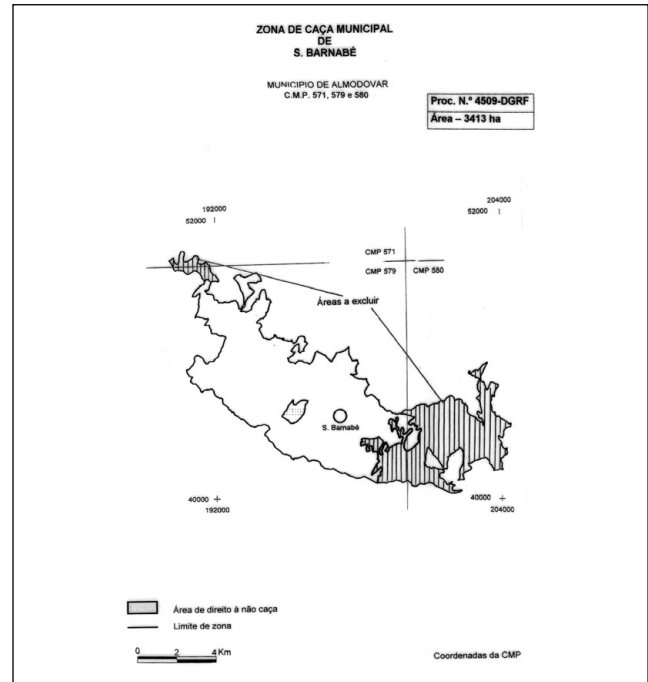 ZONA DE CAÇA MUNICIPAL
DE
S. BARNABÉ
MUNICIPIO DE ALMODOVAR
C.M.P. 571, 579 e 580
Proc. N.º 4509-DGRF
Área – 3413 ha
192000
52000
204000
52000
CMP 571
CMP 579
CMP 580
Áreas a excluir
S. Barnabé
40000
192000
40000
204000
Área de direito à não caça
Limite de zona
0 2 4 Km
Coordenadas da CMP